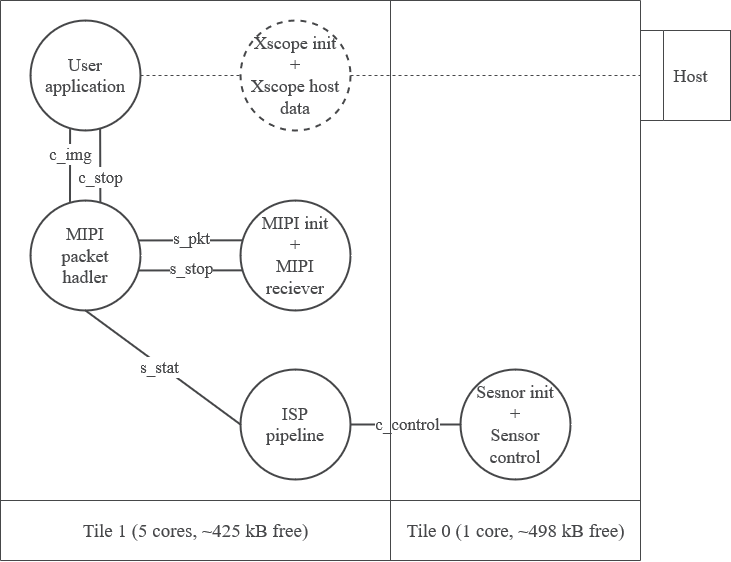 User
application
Xscope init
+
Xscope host
data
Host
c_img
c_stop
MIPI
packet
hadler
s_pkt
s_stop
MIPI init
+
MIPI
reciever
s_stat
ISP
pipeline
c_control
Sesnor init
+
Sensor
control
Tile 1 (5 cores, ~425 kB free)
Tile 0 (1 core, ~498 kB free)